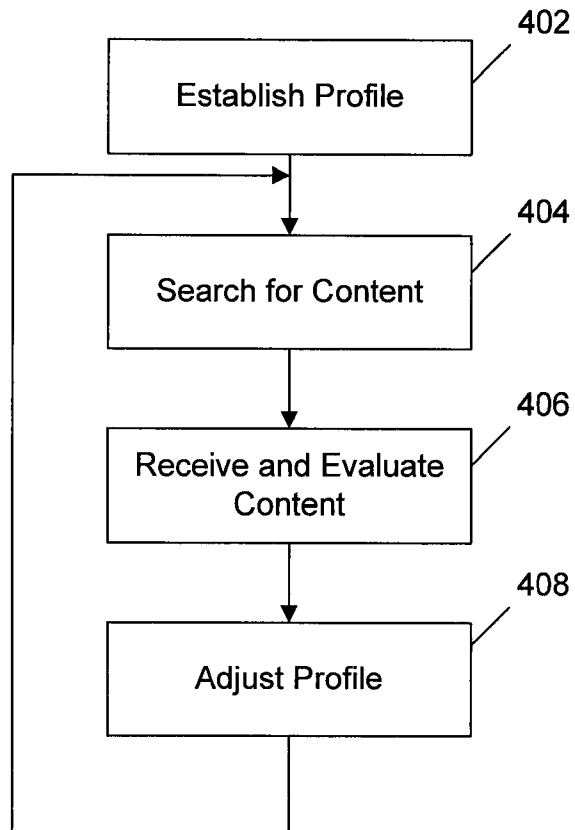 402
Establish Profile
404
Search for Content
406
Receive and Evaluate
Content
408
Adjust Profile